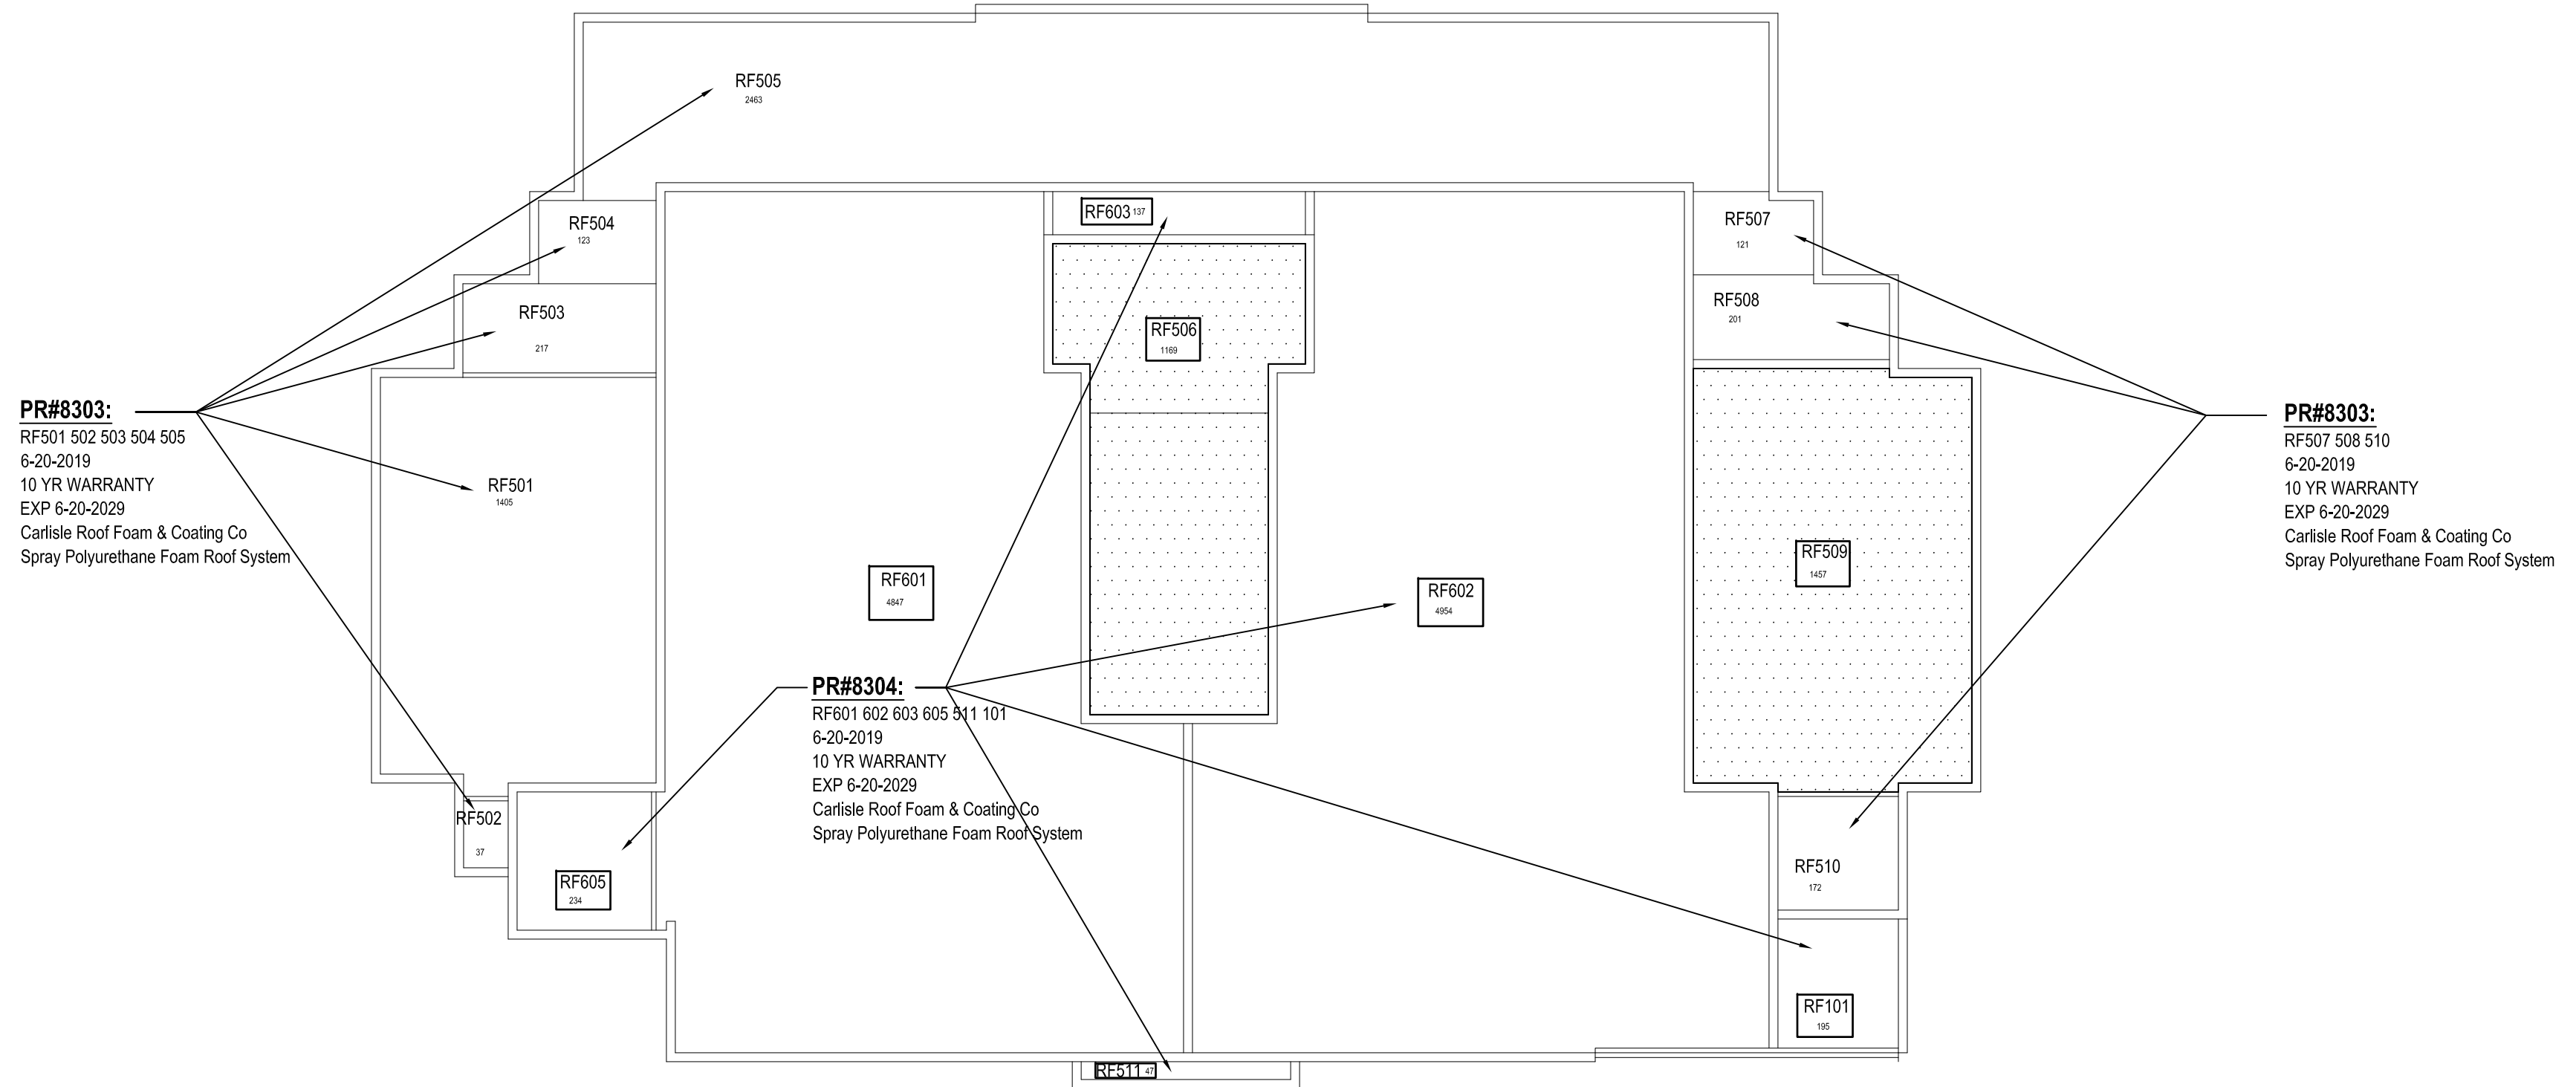 RF505
2463
RF504
123
RF603 137
RF507
121
RF503
217
RF508
201
RF506
1169
PR#8303:
RF501 502 503 504 505
6-20-2019
10 YR WARRANTY
EXP 6-20-2029
Carlisle Roof Foam & Coating Co
Spray Polyurethane Foam Roof System
PR#8303:
RF507 508 510
6-20-2019
10 YR WARRANTY
EXP 6-20-2029
Carlisle Roof Foam & Coating Co
Spray Polyurethane Foam Roof System
RF501
1405
RF601
4847
RF602
4954
RF509
1457
PR#8304:
RF601 602 603 605 511 101
6-20-2019
10 YR WARRANTY
EXP 6-20-2029
Carlisle Roof Foam & Coating Co
Spray Polyurethane Foam Roof System
RF502
37
RF605
234
RF510
172
RF101
195
RF511 47